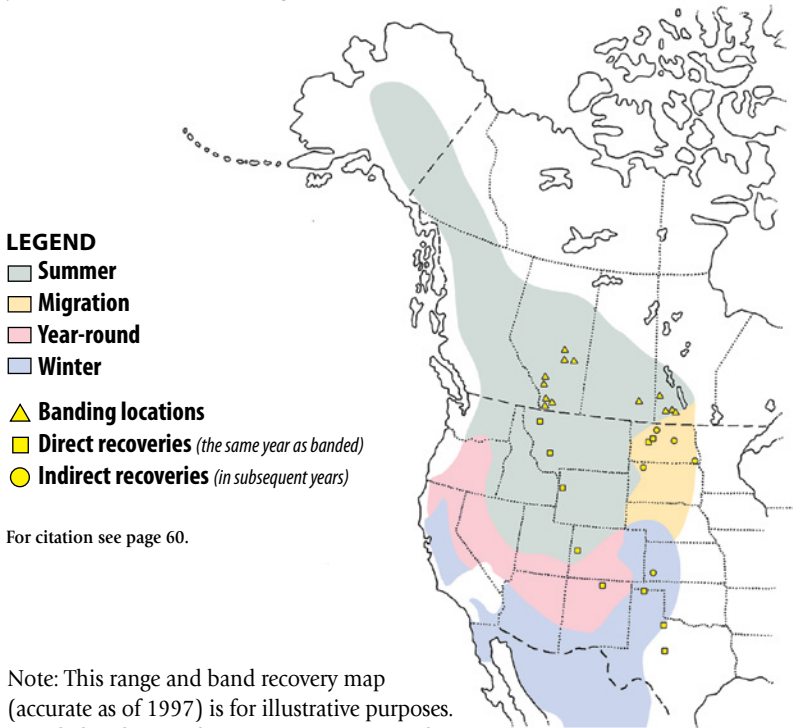 LEGEND
Summer
Migration
Year-round
Winter
Banding locations
Direct recoveries (the same year as banded)
Indirect recoveries (in subsequent years)
For citation see page 60.
Note: This range and band recovery map
(accurate as of 1997) is for illustrative purposes.